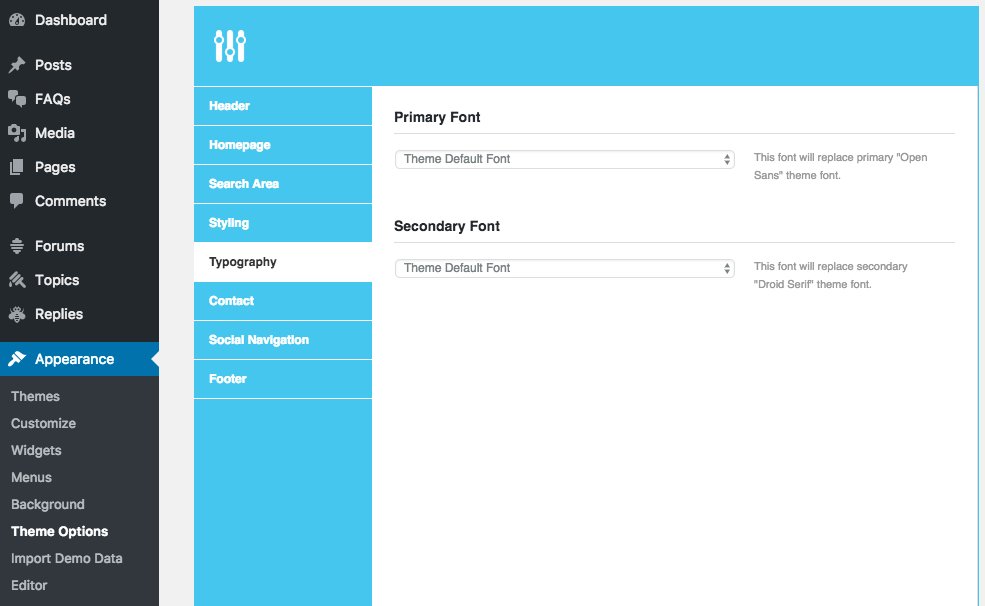 Dashboard
Posts
FAQs
Media
Pages
Comments
Forums
Topics
Replies
Appearance
Themes
Customize
Widgets
Menus
Background
Theme Options
Import Demo Data
Editor
Header
Homepage
Search Area
Styling
Typography
Contact
Social Navigation
Footer
Primary Font
Theme Default Font
This font will replace primary "Open
Sans" theme font.
Secondary Font
Theme Default Font
This font will replace secondary
"Droid Serif" theme font.